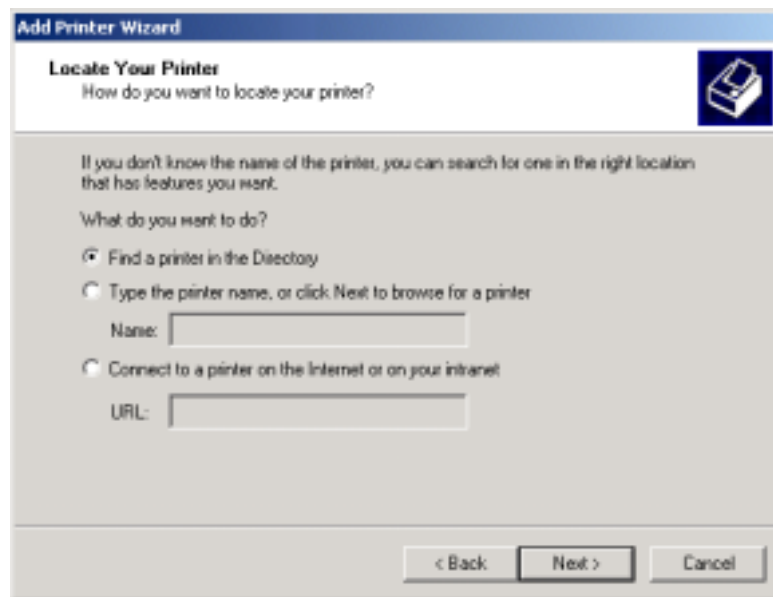 Add Printer Wizard
Locate Your Printer
How do you want to locate your printer?
If you don't know the name of the printer, you can search for one in the right location
that has features you want.
What do you want to do?
Find a printer in the Directory
Type the printer name, or click Next to browse for a printer
Name:
Connect to a printer on the Internet or on your intranet
URL:
< Back Next > Cancel